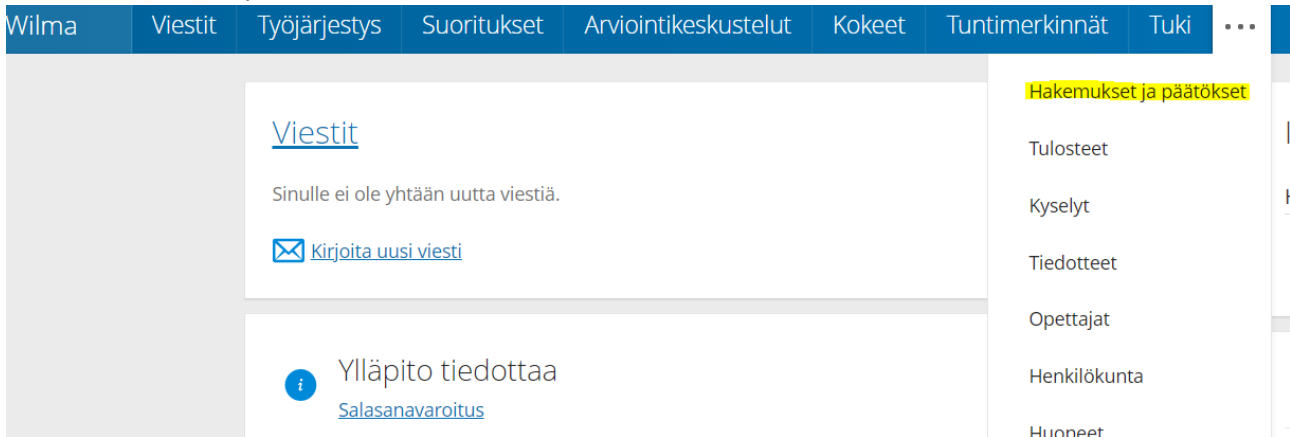 Wilma Viestit Työjärjestys Suoritukset Arviointikeskustelut Kokeet Tuntimerkinnät Tuki
Viestit
Sinulle ei ole yhtään uutta viestiä.
Kirjoita uusi viesti
Ylläpito tiedottaa
Salasanavaroitus
Hakemukset ja päätökset
Tulosteet
Kyselyt
Tiedotteet
Opettajat
Henkilökunta
Huoneet